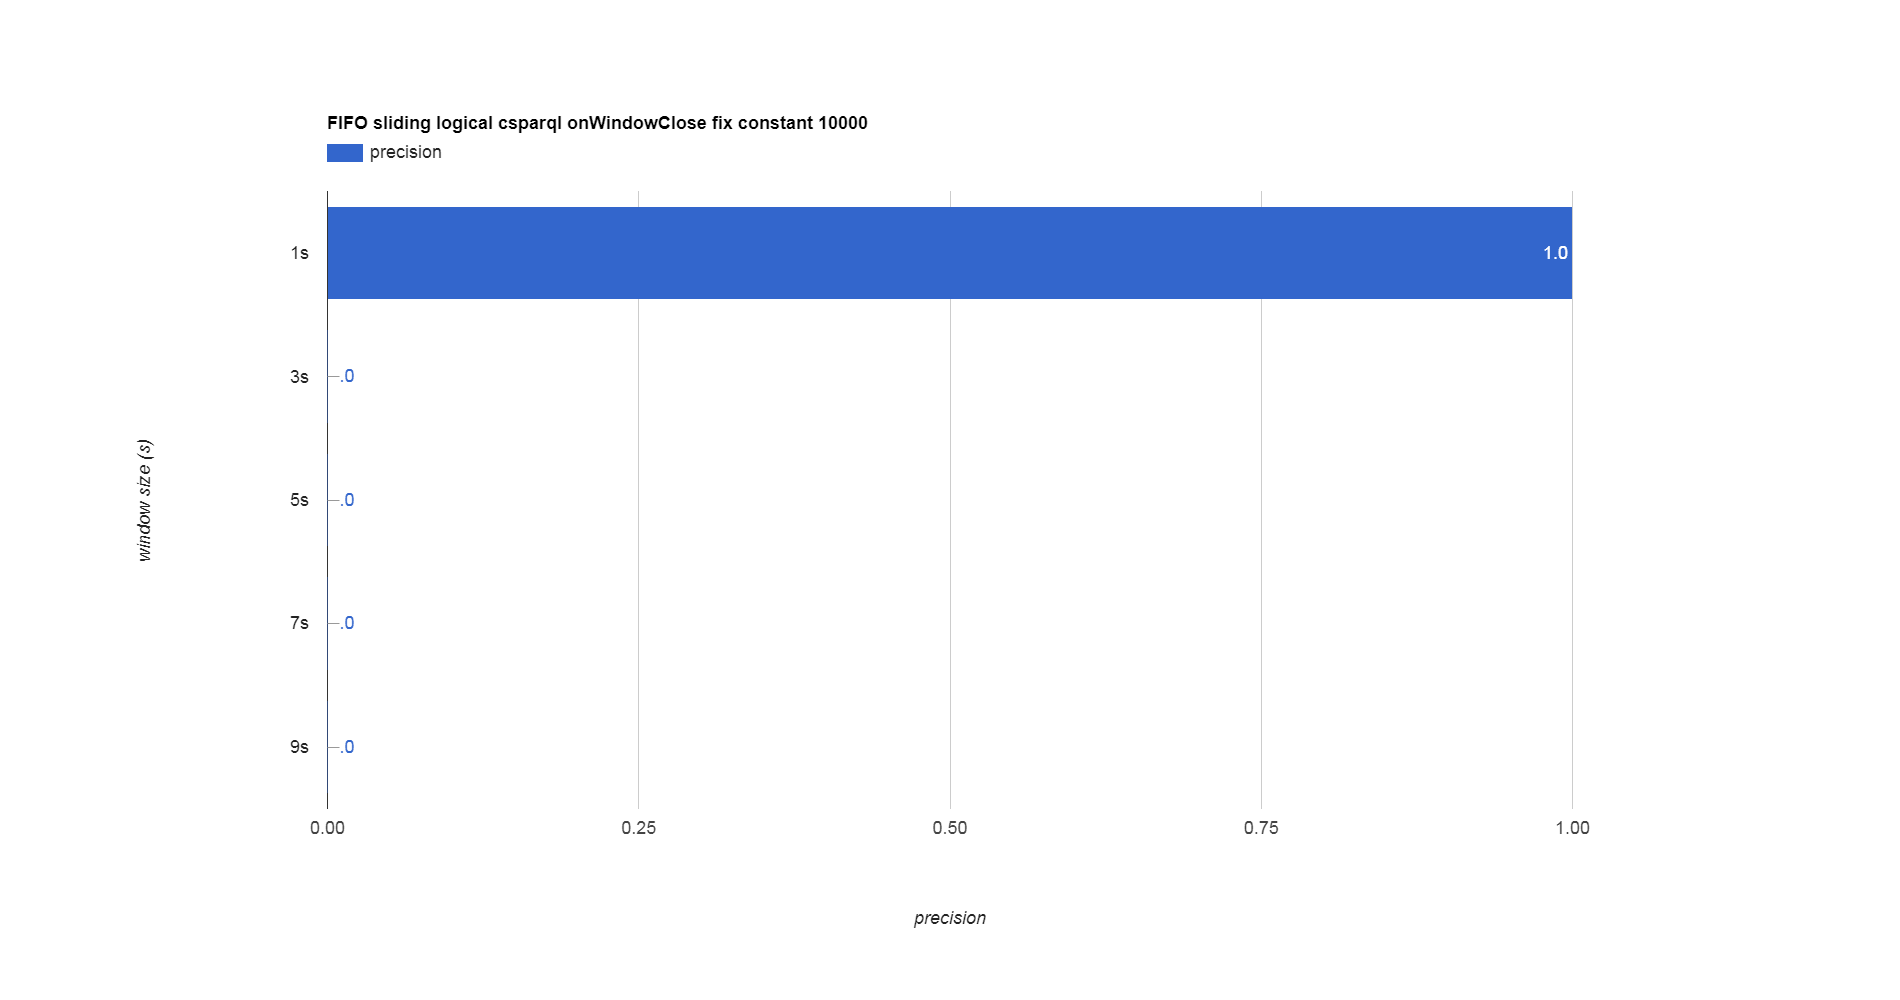 FIFO sliding logical csparql onWindowClose fix constant 10000
precision
1s
1.0
3s
.0
5s
.0
7s
.0
9s
.0
window size (s)
0.00 0.25 0.50 0.75 1.00
precision